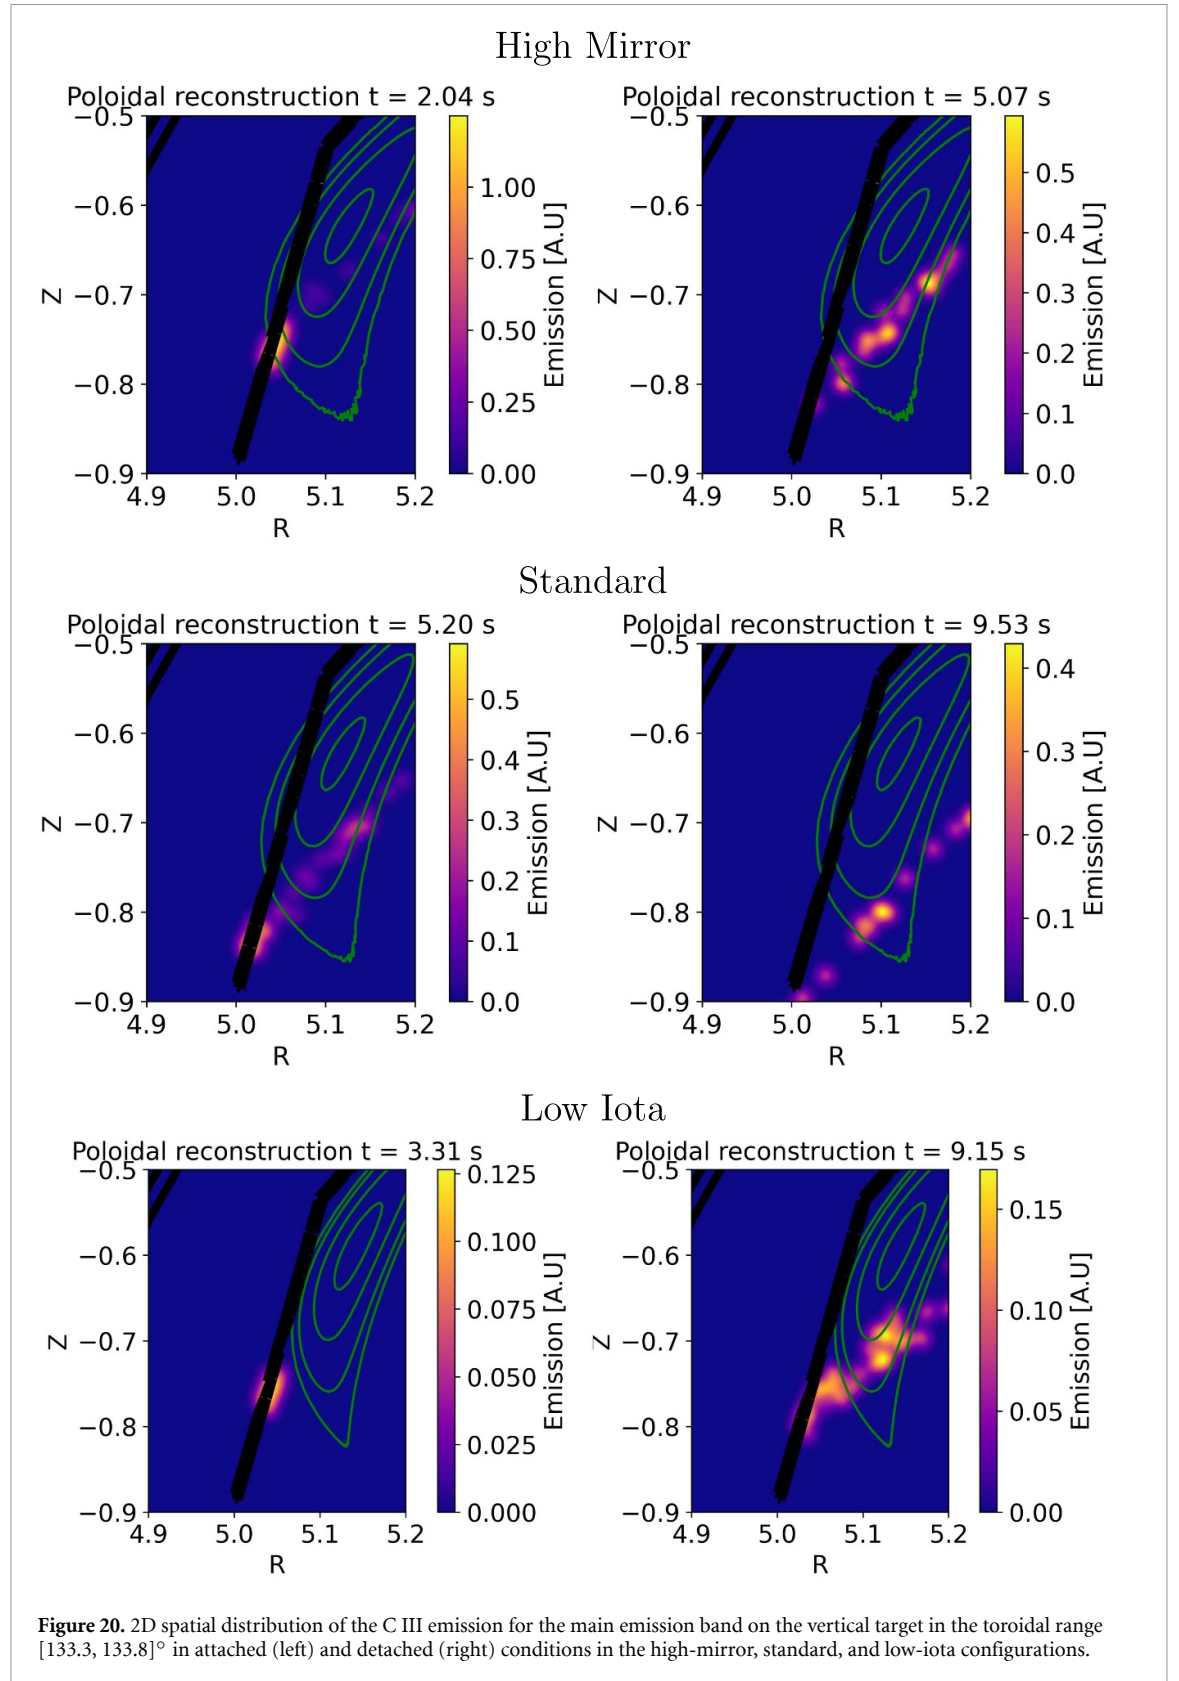 High Mirror
Poloidal reconstruction t = 2.04 s
Poloidal reconstruction t = 5.07 s
−0.5
−0.6
−0.7
−0.8
−0.9
Z
4.9 5.0 5.1 5.2
R
1.00
0.75
0.50
0.25
0.00
Emission [A.U]
−0.5
−0.6
−0.7
−0.8
−0.9
Z
4.9 5.0 5.1 5.2
R
0.5
0.4
0.3
0.2
0.1
0.0
Emission [A.U]
Standard
Poloidal reconstruction t = 5.20 s
Poloidal reconstruction t = 9.53 s
−0.5
−0.6
−0.7
−0.8
−0.9
Z
4.9 5.0 5.1 5.2
R
0.5
0.4
0.3
0.2
0.1
0.0
Emission [A.U]
−0.5
−0.6
−0.7
−0.8
−0.9
Z
4.9 5.0 5.1 5.2
R
0.4
0.3
0.2
0.1
0.0
Emission [A.U]
Low Iota
Poloidal reconstruction t = 3.31 s
Poloidal reconstruction t = 9.15 s
−0.5
−0.6
−0.7
−0.8
−0.9
Z
4.9 5.0 5.1 5.2
R
0.125
0.100
0.075
0.050
0.025
0.000
Emission [A.U]
−0.5
−0.6
−0.7
−0.8
−0.9
Z
4.9 5.0 5.1 5.2
R
0.15
0.10
0.05
0.00
Emission [A.U]
Figure 20. 2D spatial distribution of the C III emission for the main emission band on the vertical target in the toroidal range
[133.3, 133.8]° in attached (left) and detached (right) conditions in the high-mirror, standard, and low-iota configurations.